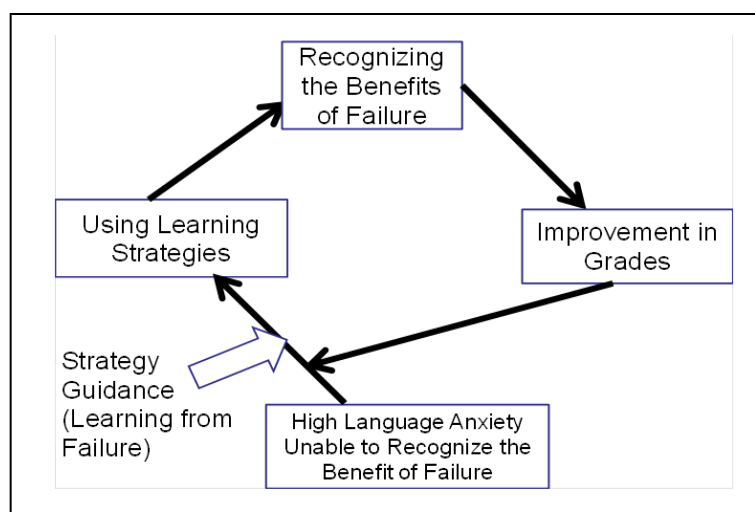 Recognizing
the Benefits
of Failure
Using Learning
Strategies
Improvement in
Grades
Strategy
Guidance
(Learning from
Failure)
High Language Anxiety
Unable to Recognize the
Benefit of Failure